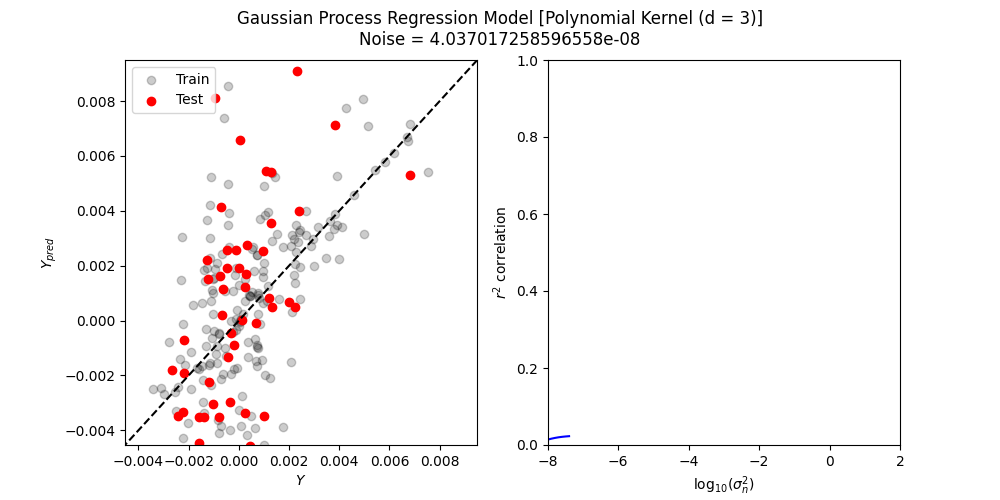 Gaussian Process Regression Model [Polynomial Kernel (d = 3)]
Noise = 4.037017258596558e-08
Train
Test
0.008
0.006
0.004
0.002
0.000
−0.002
−0.004
Y_pred
−0.004 −0.002 0.000 0.002 0.004 0.006 0.008
Y
1.0
0.8
0.6
0.4
0.2
0.0
r² correlation
−8 −6 −4 −2 0 2
log₁₀(σₙ²)